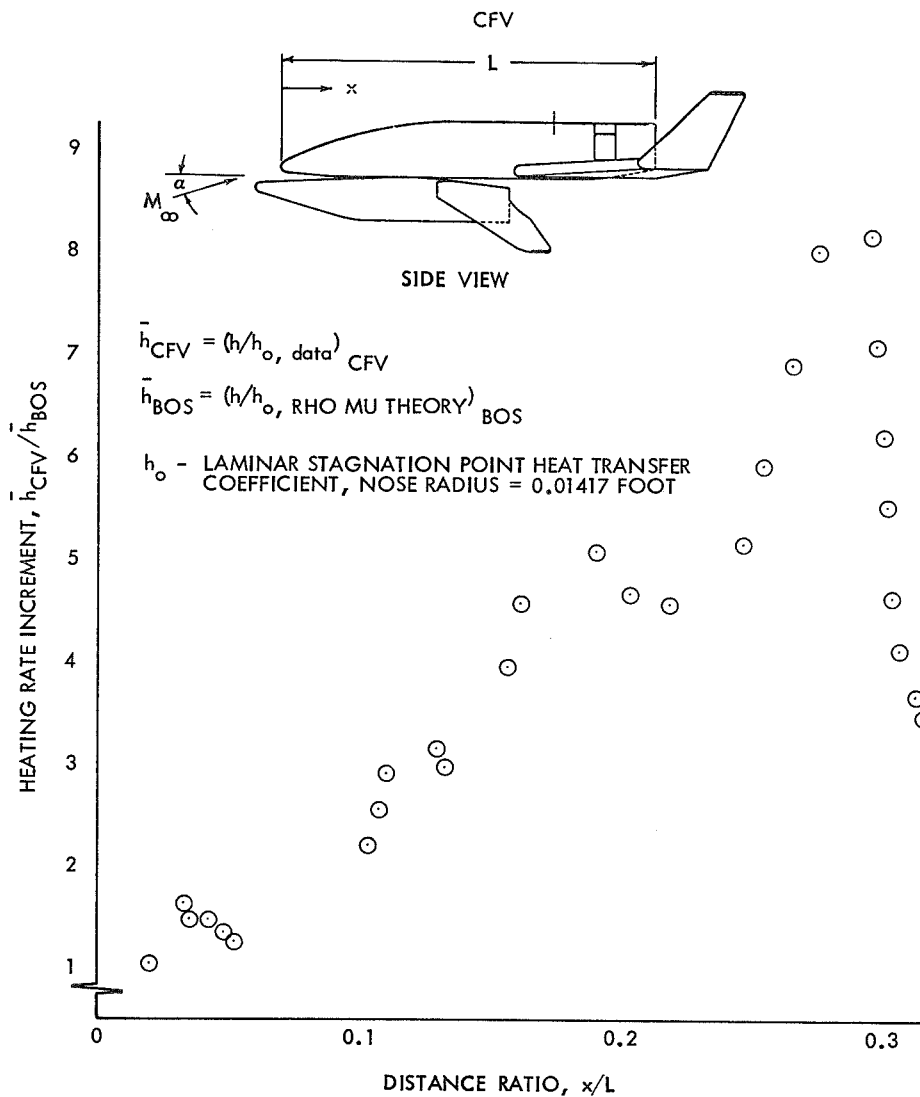 CFV
L
x
9
α
M∞
8
SIDE VIEW
h̄CFV = (h/ho, data)CFV
7
h̄BOS = (h/ho, RHO MU THEORY)BOS
6
ho - LAMINAR STAGNATION POINT HEAT TRANSFER
COEFFICIENT, NOSE RADIUS = 0.01417 FOOT
HEATING RATE INCREMENT, h̄CFV/h̄BOS
5
4
3
2
1
0 0.1 0.2 0.3
DISTANCE RATIO, x/L